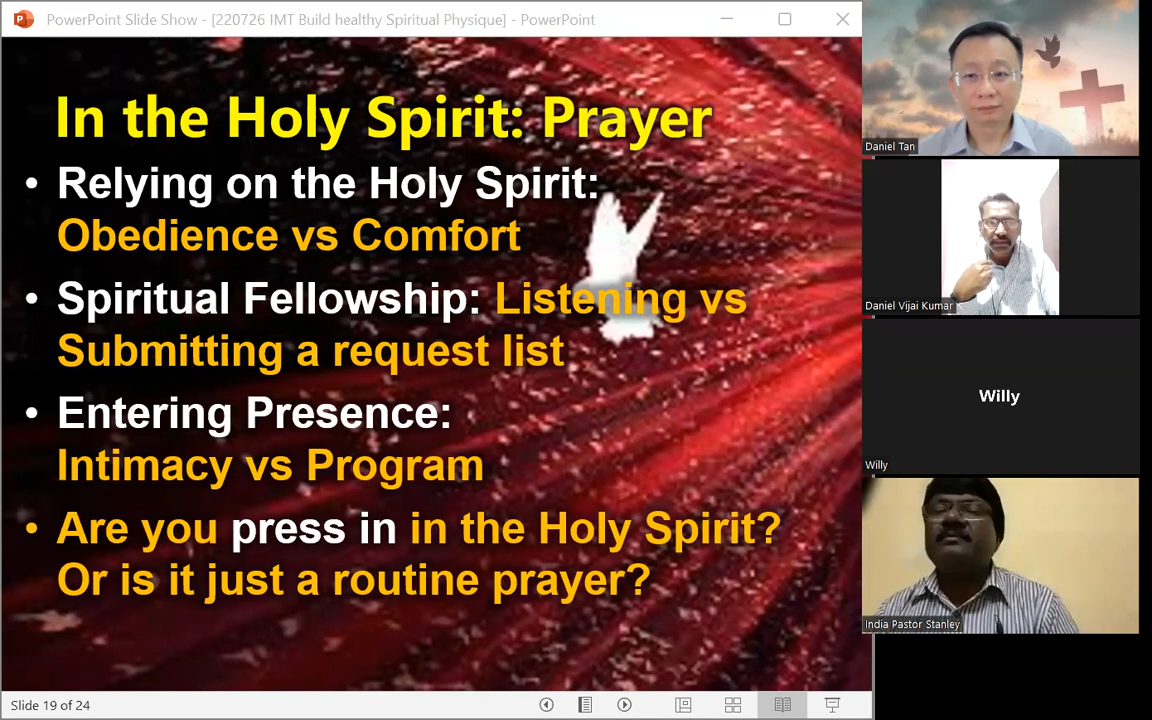 PowerPoint Slide Show - [220726 IMT Build healthy Spiritual Physique] - PowerPoint
In the Holy Spirit: Prayer
• Relying on the Holy Spirit:
Obedience vs Comfort
• Spiritual Fellowship: Listening vs
Submitting a request list
• Entering Presence:
Intimacy vs Program
• Are you press in in the Holy Spirit?
Or is it just a routine prayer?
Slide 19 of 24
Daniel Tan
Daniel Vijai Kumar
Willy
Willy
India Pastor Stanley